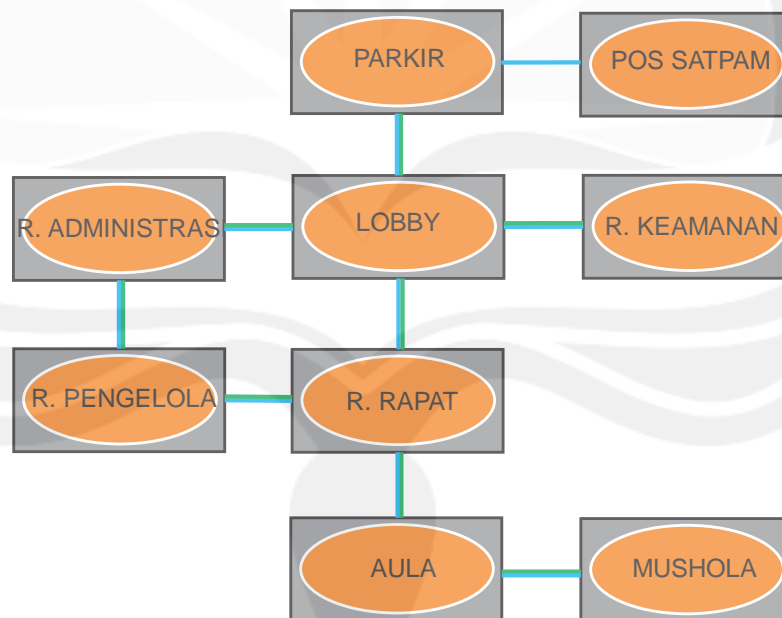 PARKIR
POS SATPAM
R. ADMINISTRAS
LOBBY
R. KEAMANAN
R. PENGELOLA
R. RAPAT
AULA
MUSHOLA